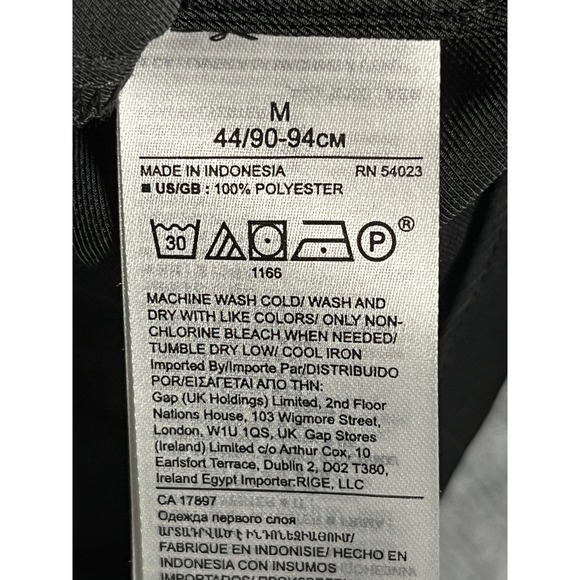 M
44/90-94см
MADE IN INDONESIA RN 54023
■ US/GB : 100% POLYESTER
30 P ®
1166
MACHINE WASH COLD/ WASH AND
DRY WITH LIKE COLORS/ ONLY NON-
CHLORINE BLEACH WHEN NEEDED/
TUMBLE DRY LOW/ COOL IRON
Imported By/Importe Par/DISTRIBUIDO
POR/ΕΙΣΑΓΕΤΑΙ ΑΠΟ ΤΗΝ:
Gap (UK Holdings) Limited, 2nd Floor
Nations House, 103 Wigmore Street,
London, W1U 1QS, UK Gap Stores
(Ireland) Limited c/o Arthur Cox, 10
Earlsfort Terrace, Dublin 2, D02 T380,
Ireland Egypt Importer:RIGE, LLC
CA 17897
Одежда первого слоя
ԱՐՏԱԴՐՎԱԾ Է ԻՆԴՈՆԵԶԻԱՅՈՒՄ/
FABRIQUE EN INDONISIE/ HECHO EN
INDONESIA CON INSUMOS